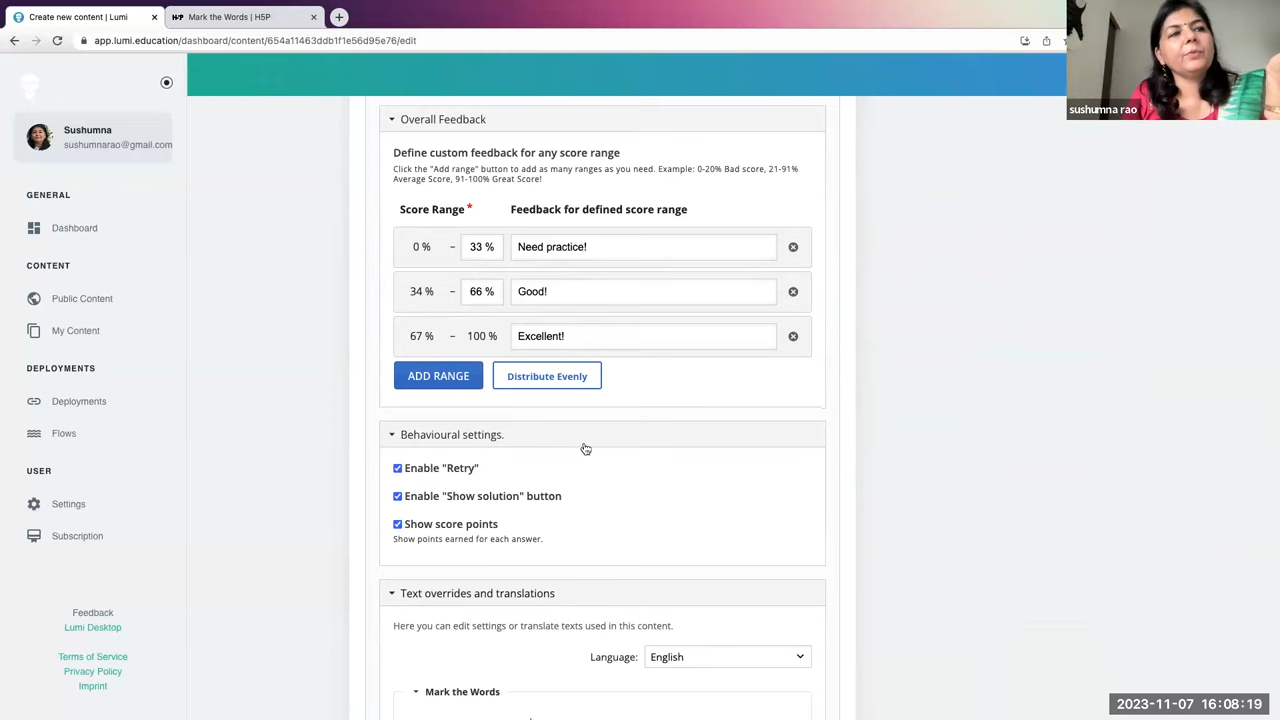 Create new content | Lumi
Mark the Words | H5P
app.lumi.education/dashboard/content/654a11463ddb1f1e56d95e76/edit
sushumna rao
Sushumna
sushumnarao@gmail.com
GENERAL
Dashboard
CONTENT
Public Content
My Content
DEPLOYMENTS
Deployments
Flows
USER
Settings
Subscription
Feedback
Lumi Desktop
Terms of Service
Privacy Policy
Imprint
Overall Feedback
Define custom feedback for any score range
Click the "Add range" button to add as many ranges as you need. Example: 0-20% Bad score, 21-91%
Average Score, 91-100% Great Score!
Score Range * Feedback for defined score range
0 % – 33 % Need practice!
34 % – 66 % Good!
67 % – 100 % Excellent!
ADD RANGE Distribute Evenly
Behavioural settings.
Enable "Retry"
Enable "Show solution" button
Show score points
Show points earned for each answer.
Text overrides and translations
Here you can edit settings or translate texts used in this content.
Language: English
Mark the Words
2023-11-07 16:08:19